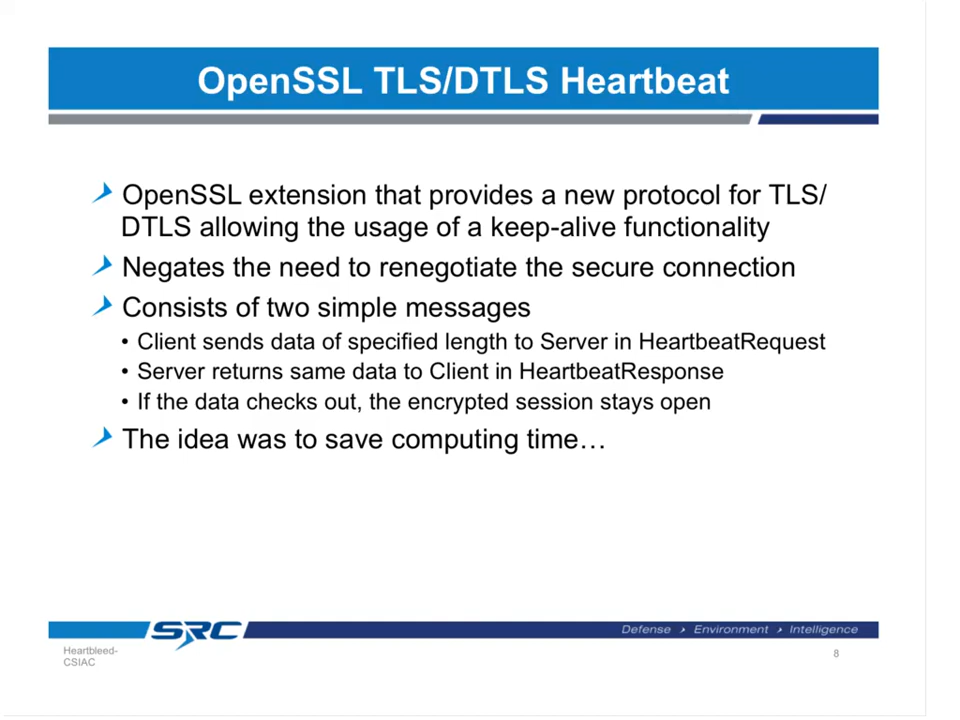 OpenSSL TLS/DTLS Heartbeat
OpenSSL extension that provides a new protocol for TLS/
DTLS allowing the usage of a keep-alive functionality
Negates the need to renegotiate the secure connection
Consists of two simple messages
• Client sends data of specified length to Server in HeartbeatRequest
• Server returns same data to Client in HeartbeatResponse
• If the data checks out, the encrypted session stays open
The idea was to save computing time…
SRC
Defense > Environment > Intelligence
Heartbleed-
CSIAC
8